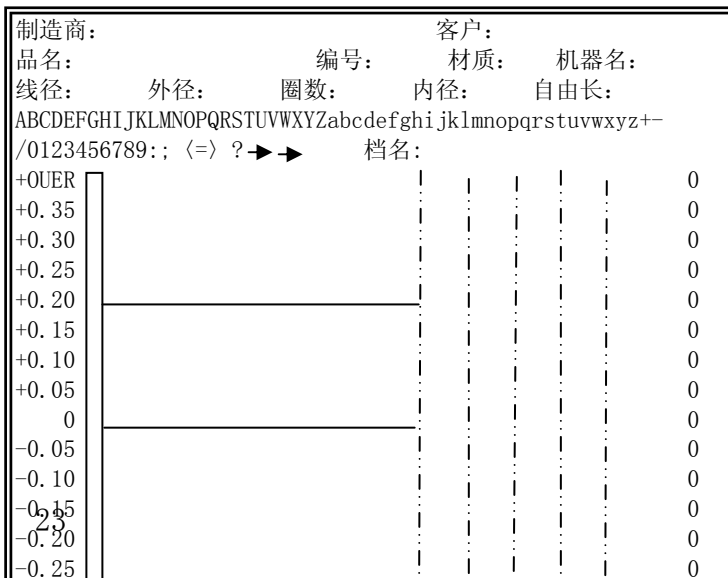 制造商: 客户:
品名: 编号: 材质: 机器名:
线径: 外径: 圈数: 内径: 自由长:
ABCDEFGHIJKLMNOPQRSTUVWXYZabcdefghijklmnopqrstuvwxyz+-
/0123456789:; 〈=〉 ?→ → 档名:
+OUER 0
+0.35 0
+0.30 0
+0.25 0
+0.20 0
+0.15 0
+0.10 0
+0.05 0
0 0
-0.05 0
-0.10 0
-0.15 0
23
-0.20 0
-0.25 0